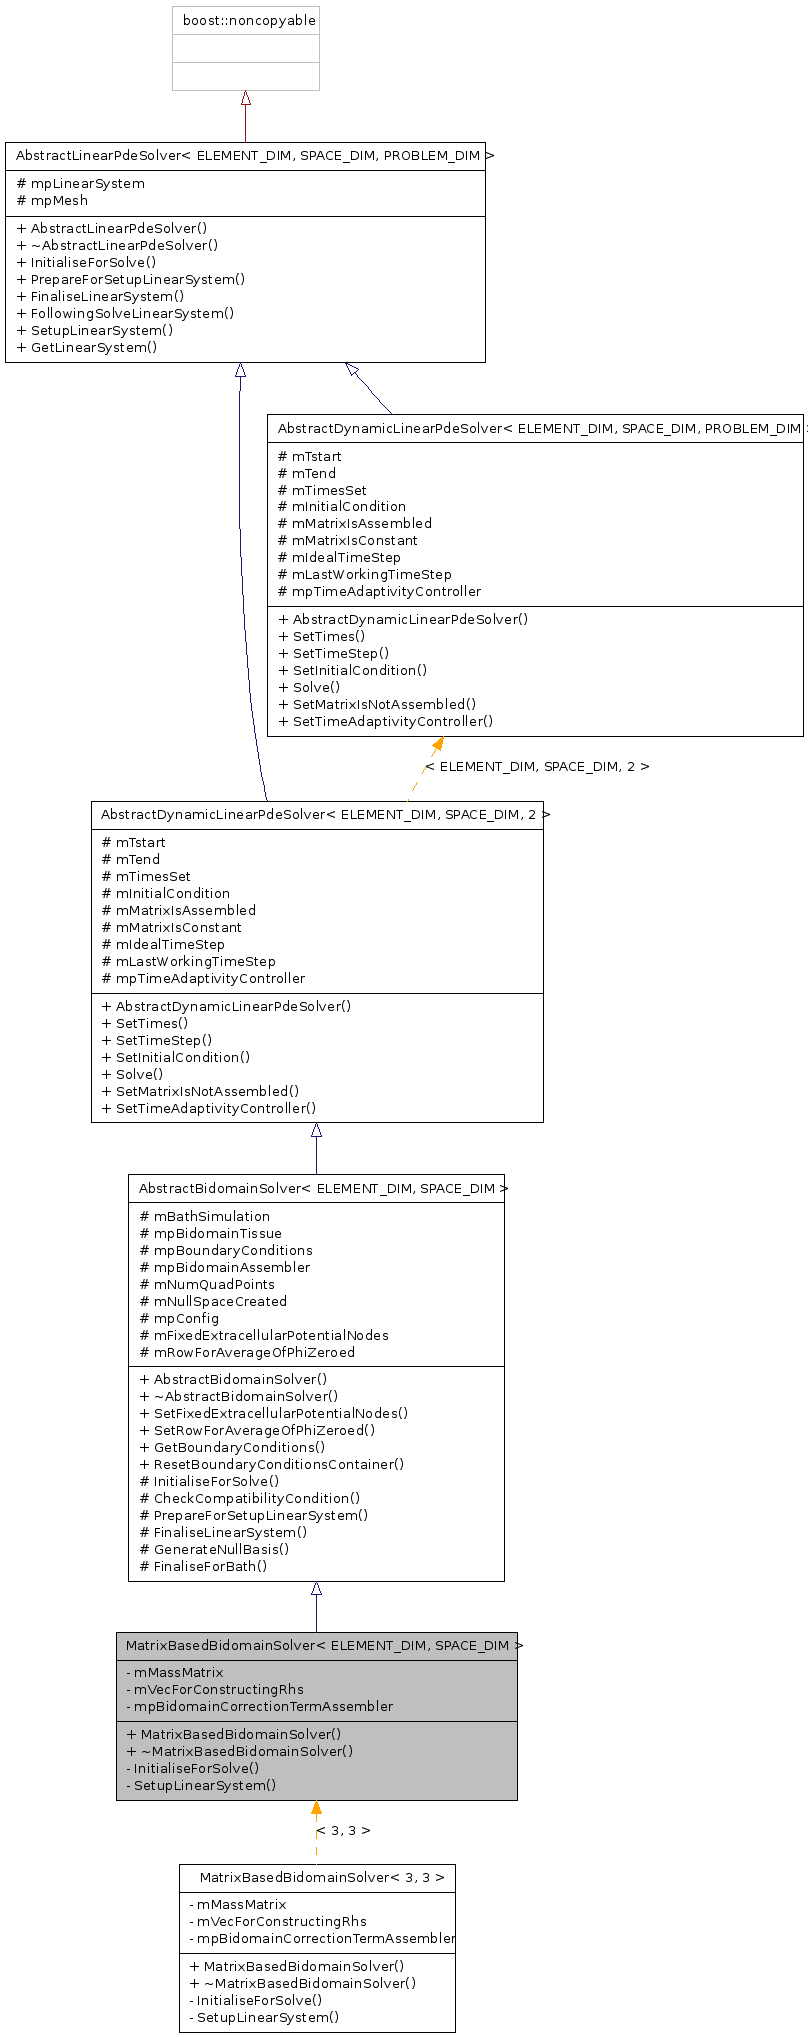 boost::noncopyable
AbstractLinearPdeSolver< ELEMENT_DIM, SPACE_DIM, PROBLEM_DIM >
# mpLinearSystem
# mpMesh
+ AbstractLinearPdeSolver()
+ ~AbstractLinearPdeSolver()
+ InitialiseForSolve()
+ PrepareForSetupLinearSystem()
+ FinaliseLinearSystem()
+ FollowingSolveLinearSystem()
+ SetupLinearSystem()
+ GetLinearSystem()
AbstractDynamicLinearPdeSolver< ELEMENT_DIM, SPACE_DIM, PROBLEM_DIM >
# mTstart
# mTend
# mTimesSet
# mInitialCondition
# mMatrixIsAssembled
# mMatrixIsConstant
# mIdealTimeStep
# mLastWorkingTimeStep
# mpTimeAdaptivityController
+ AbstractDynamicLinearPdeSolver()
+ SetTimes()
+ SetTimeStep()
+ SetInitialCondition()
+ Solve()
+ SetMatrixIsNotAssembled()
+ SetTimeAdaptivityController()
< ELEMENT_DIM, SPACE_DIM, 2 >
AbstractDynamicLinearPdeSolver< ELEMENT_DIM, SPACE_DIM, 2 >
# mTstart
# mTend
# mTimesSet
# mInitialCondition
# mMatrixIsAssembled
# mMatrixIsConstant
# mIdealTimeStep
# mLastWorkingTimeStep
# mpTimeAdaptivityController
+ AbstractDynamicLinearPdeSolver()
+ SetTimes()
+ SetTimeStep()
+ SetInitialCondition()
+ Solve()
+ SetMatrixIsNotAssembled()
+ SetTimeAdaptivityController()
AbstractBidomainSolver< ELEMENT_DIM, SPACE_DIM >
# mBathSimulation
# mpBidomainTissue
# mpBoundaryConditions
# mpBidomainAssembler
# mNumQuadPoints
# mNullSpaceCreated
# mpConfig
# mFixedExtracellularPotentialNodes
# mRowForAverageOfPhiZeroed
+ AbstractBidomainSolver()
+ ~AbstractBidomainSolver()
+ SetFixedExtracellularPotentialNodes()
+ SetRowForAverageOfPhiZeroed()
+ GetBoundaryConditions()
+ ResetBoundaryConditionsContainer()
# InitialiseForSolve()
# CheckCompatibilityCondition()
# PrepareForSetupLinearSystem()
# FinaliseLinearSystem()
# GenerateNullBasis()
# FinaliseForBath()
MatrixBasedBidomainSolver< ELEMENT_DIM, SPACE_DIM >
- mMassMatrix
- mVecForConstructingRhs
- mpBidomainCorrectionTermAssembler
+ MatrixBasedBidomainSolver()
+ ~MatrixBasedBidomainSolver()
- InitialiseForSolve()
- SetupLinearSystem()
< 3, 3 >
MatrixBasedBidomainSolver< 3, 3 >
- mMassMatrix
- mVecForConstructingRhs
- mpBidomainCorrectionTermAssembler
+ MatrixBasedBidomainSolver()
+ ~MatrixBasedBidomainSolver()
- InitialiseForSolve()
- SetupLinearSystem()